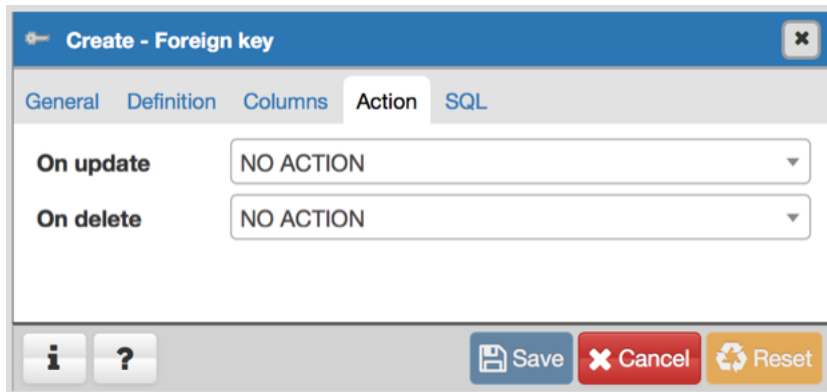 Create - Foreign key
General Definition Columns Action SQL
On update NO ACTION
On delete NO ACTION
i ? Save Cancel Reset